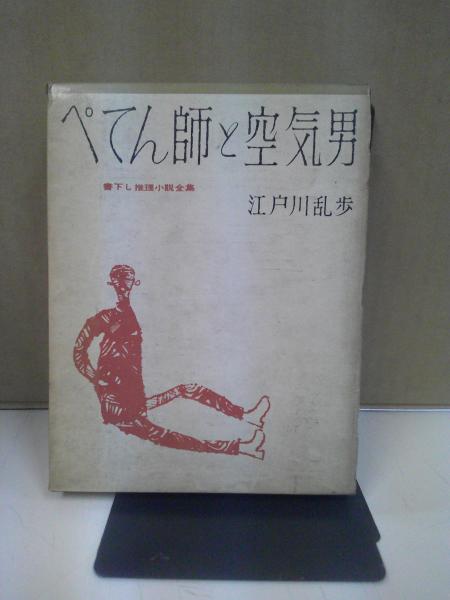 ぺてん師と空気男
書下し推理小説全集
江戸川乱歩